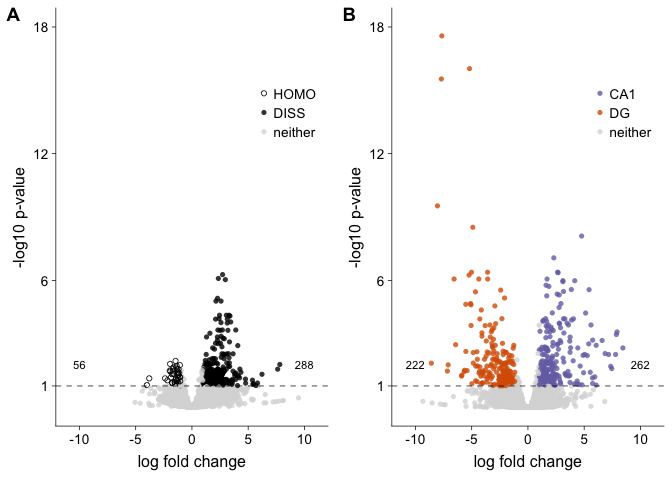 A
B
18
12
6
1
-log10 p-value
HOMO
DISS
neither
56
288
-10
-5
0
5
10
log fold change
18
12
6
1
-log10 p-value
CA1
DG
neither
222
262
-10
-5
0
5
10
log fold change